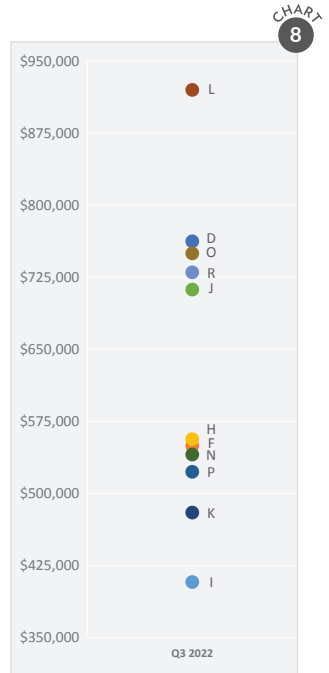 CHART
8
$950,000
L
$875,000
$800,000
D
O
$725,000
R
J
$650,000
$575,000
H
F
N
P
$500,000
K
$425,000
I
$350,000
Q3 2022